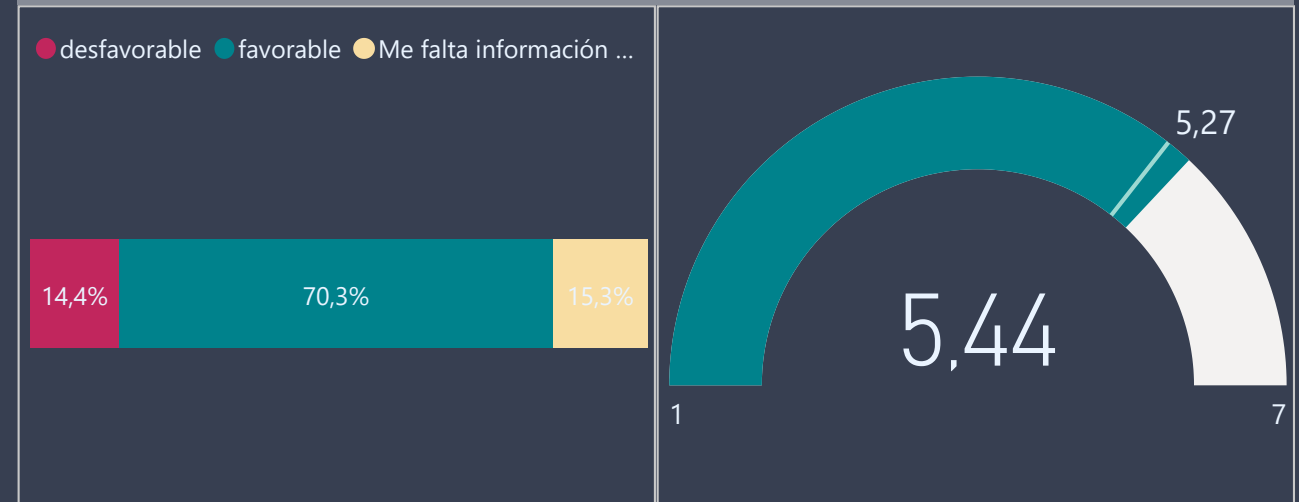 desfavorable favorable Me falta información ...
14,4% 70,3% 15,3%
5,27
5,44
1 7